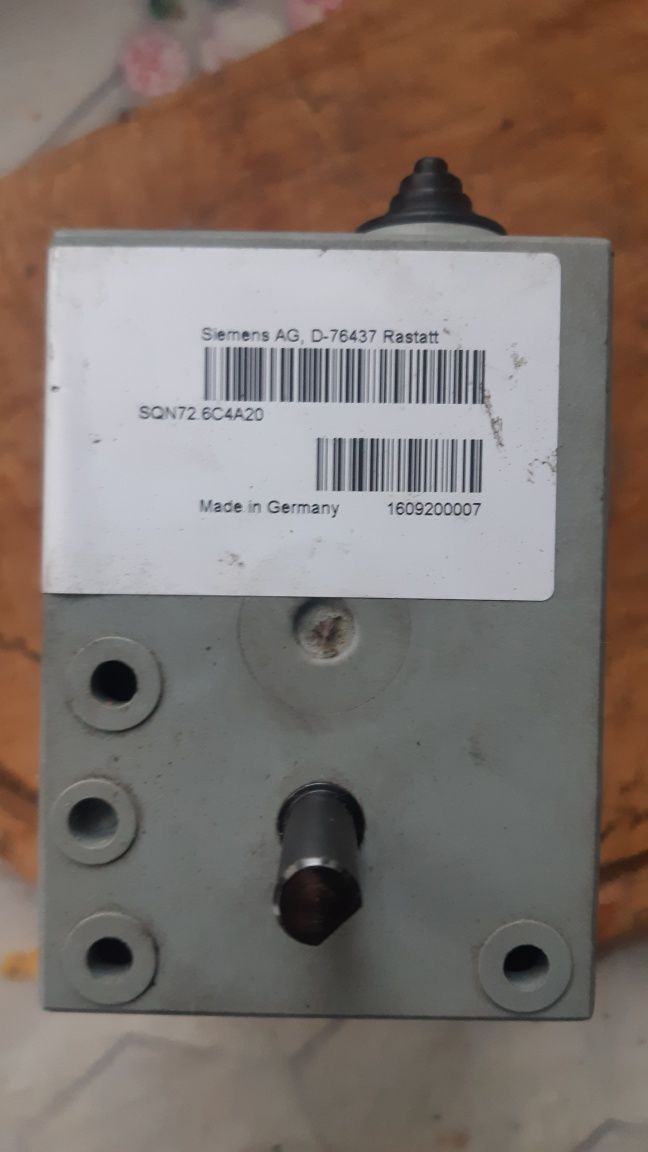 Siemens AG, D-76437 Rastatt
SQN72.6C4A20
Made in Germany 1609200007